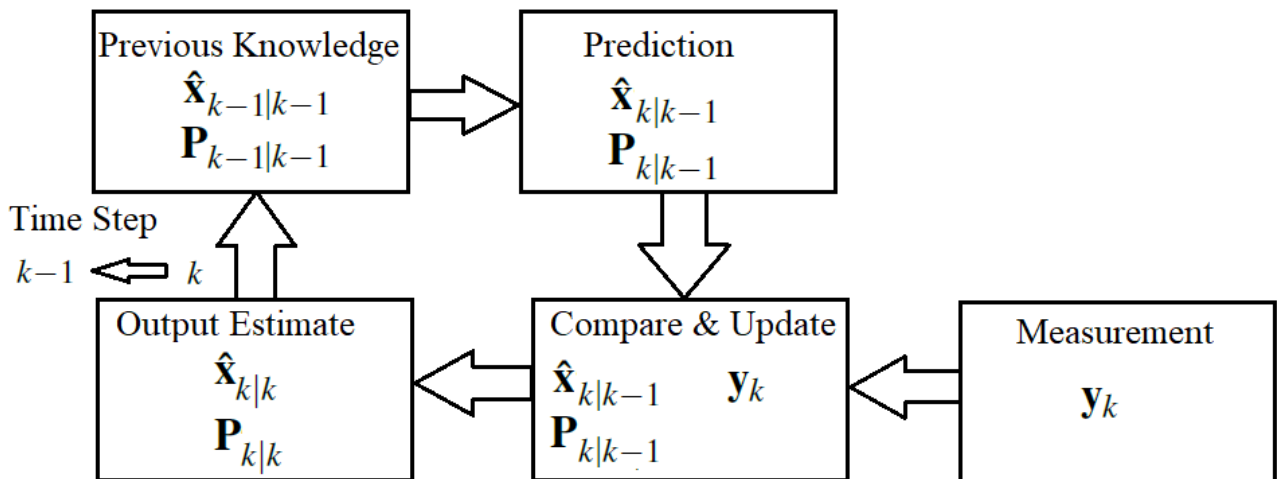 Previous Knowledge
x̂ₖ₋₁|ₖ₋₁
Pₖ₋₁|ₖ₋₁
Prediction
x̂ₖ|ₖ₋₁
Pₖ|ₖ₋₁
Time Step
k−1 k
Output Estimate
x̂ₖ|ₖ
Pₖ|ₖ
Compare & Update
x̂ₖ|ₖ₋₁ yₖ
Pₖ|ₖ₋₁
Measurement
yₖ